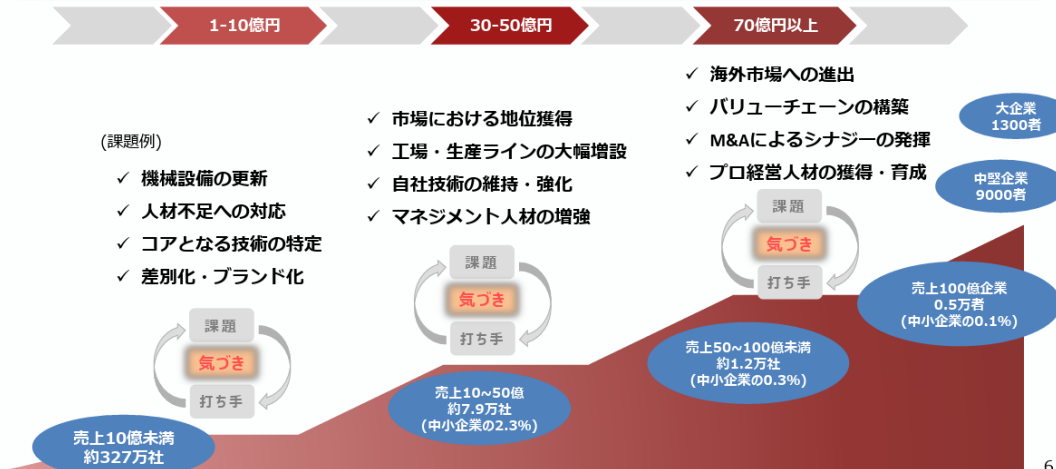 1-10億円
30-50億円
70億円以上
(課題例)
✓ 機械設備の更新
✓ 人材不足への対応
✓ コアとなる技術の特定
✓ 差別化・ブランド化
✓ 市場における地位獲得
✓ 工場・生産ラインの大幅増設
✓ 自社技術の維持・強化
✓ マネジメント人材の増強
✓ 海外市場への進出
✓ バリューチェーンの構築
✓ M&Aによるシナジーの発揮
✓ プロ経営人材の獲得・育成
課題
気づき
打ち手
課題
気づき
打ち手
課題
気づき
打ち手
売上10億未満
約327万社
売上10~50億
約7.9万社
(中小企業の2.3%)
売上50~100億未満
約1.2万社
(中小企業の0.3%)
売上100億企業
0.5万者
(中小企業の0.1%)
中堅企業
9000者
大企業
1300者
6